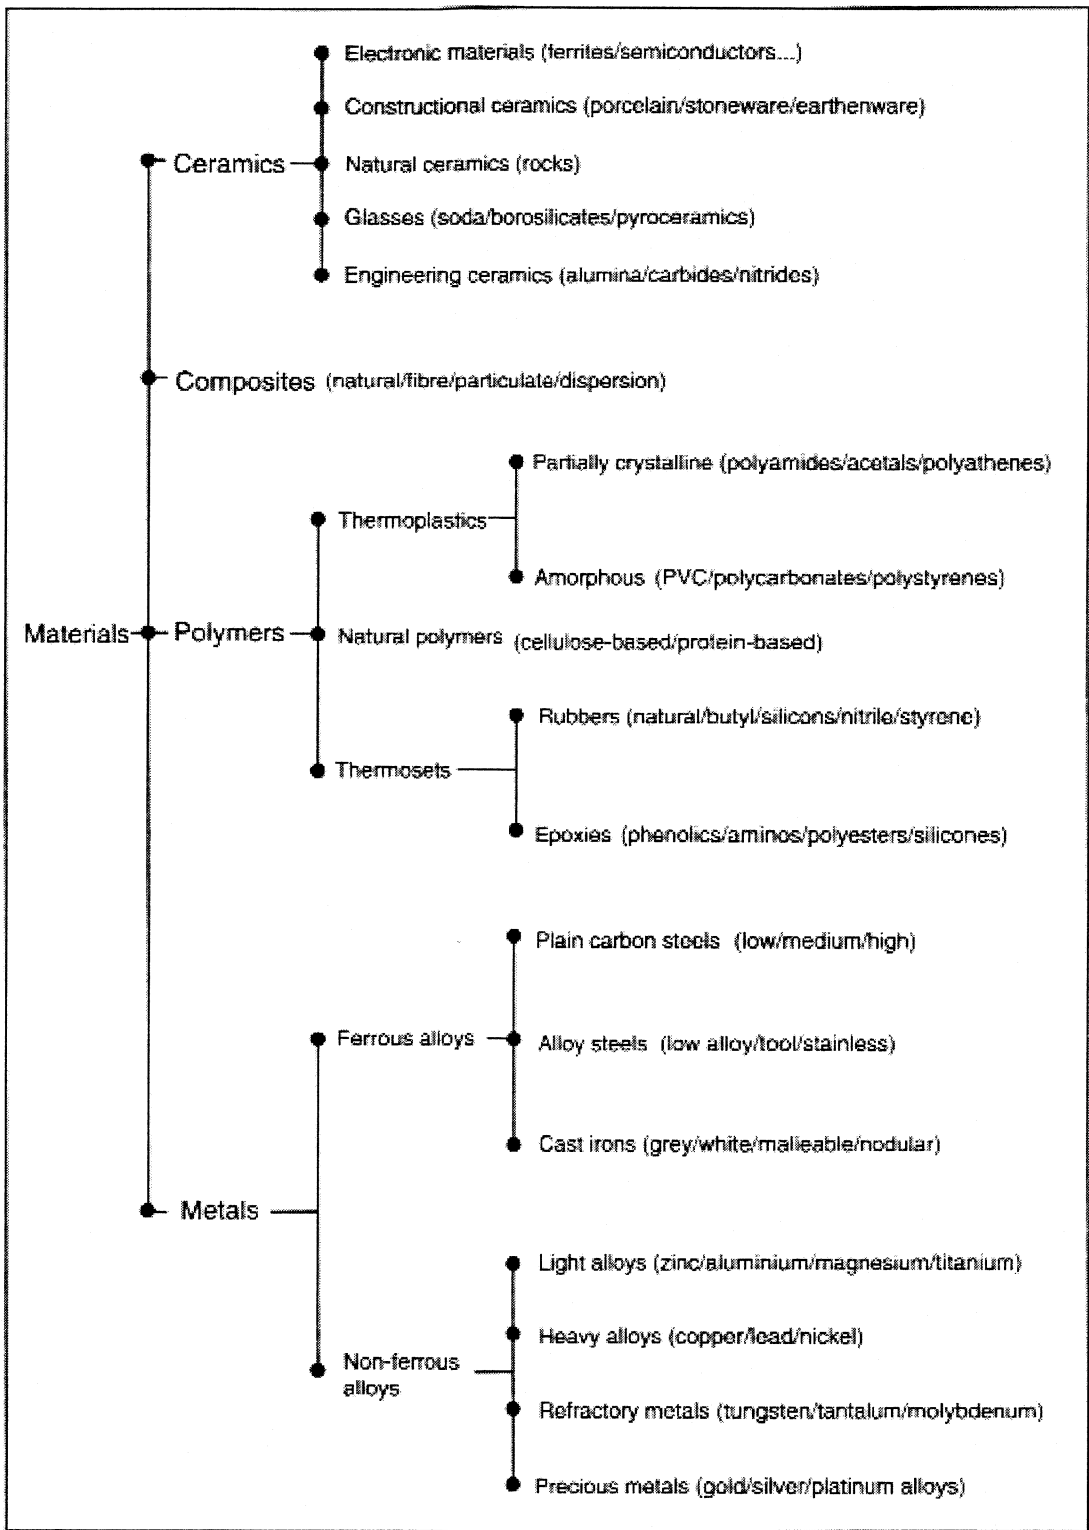 Electronic materials (ferrites/semiconductors....)
Constructional ceramics (porcelain/stoneware/earthenware)
Ceramics
Natural ceramics (rocks)
Glasses (soda/borosilicates/pyroceramics)
Engineering ceramics (alumina/carbides/nitrides)
Composites (natural/fibre/particulate/dispersion)
Partially crystalline (polyamides/acetals/polyathenes)
Thermoplastics
Amorphous (PVC/polycarbonates/polystyrenes)
Materials
Polymers
Natural polymers (cellulose-based/protein-based)
Rubbers (natural/butyl/silicons/nitrile/styrene)
Thermosets
Epoxies (phenolics/aminos/polyesters/silicones)
Plain carbon steels (low/medium/high)
Ferrous alloys
Alloy steels (low alloy/tool/stainless)
Cast irons (grey/white/malleable/nodular)
Metals
Light alloys (zinc/aluminium/magnesium/titanium)
Heavy alloys (copper/lead/nickel)
Non-ferrous
alloys
Refractory metals (tungsten/tantalum/molybdenum)
Precious metals (gold/silver/platinum alloys)